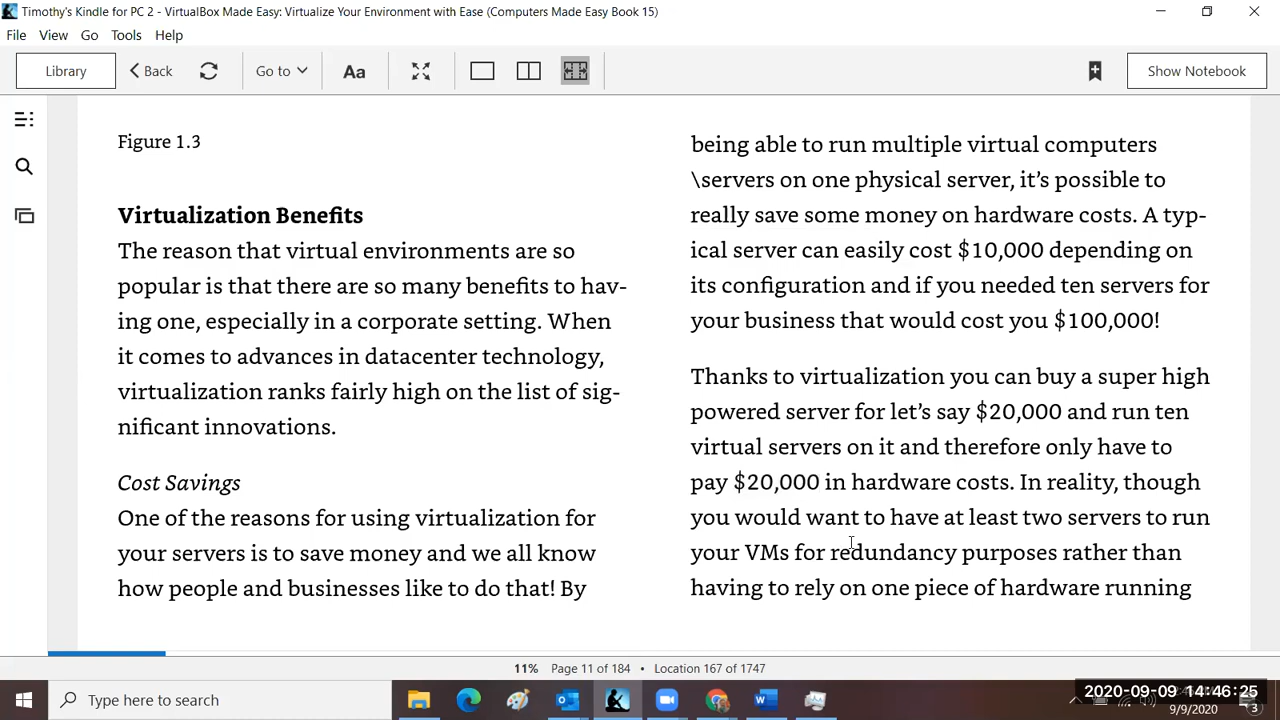 Timothy's Kindle for PC 2 - VirtualBox Made Easy: Virtualize Your Environment with Ease (Computers Made Easy Book 15)
File View Go Tools Help
Library Back Go to Aa Show Notebook
Figure 1.3
Virtualization Benefits
The reason that virtual environments are so
popular is that there are so many benefits to hav-
ing one, especially in a corporate setting. When
it comes to advances in datacenter technology,
virtualization ranks fairly high on the list of sig-
nificant innovations.
Cost Savings
One of the reasons for using virtualization for
your servers is to save money and we all know
how people and businesses like to do that! By
being able to run multiple virtual computers
\servers on one physical server, it's possible to
really save some money on hardware costs. A typ-
ical server can easily cost $10,000 depending on
its configuration and if you needed ten servers for
your business that would cost you $100,000!
Thanks to virtualization you can buy a super high
powered server for let's say $20,000 and run ten
virtual servers on it and therefore only have to
pay $20,000 in hardware costs. In reality, though
you would want to have at least two servers to run
your VMs for redundancy purposes rather than
having to rely on one piece of hardware running
11% Page 11 of 184 • Location 167 of 1747
Type here to search
2020-09-09 14:46:25
9/9/2020
3